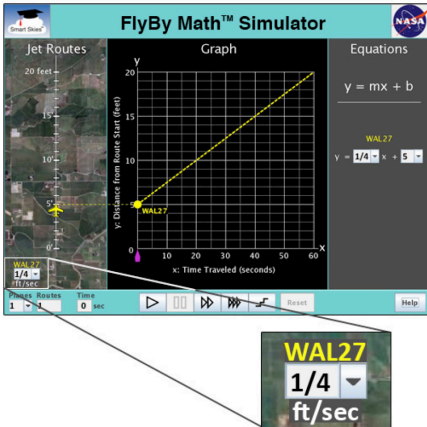 Smart Skies
FlyBy Math™ Simulator
NASA
Jet Routes
Graph
Equations
20 feet
15'
10'
5'
0'
WAL27
1/4
ft/sec
y
20
15
10
5
0
WAL27
y: Distance from Route Start (feet)
0 10 20 30 40 50 60 x
x: Time Traveled (seconds)
y = mx + b
WAL27
y = 1/4 x + 5
Planes Routes Time
1 1 0 sec
Reset
Help
WAL27
1/4
ft/sec